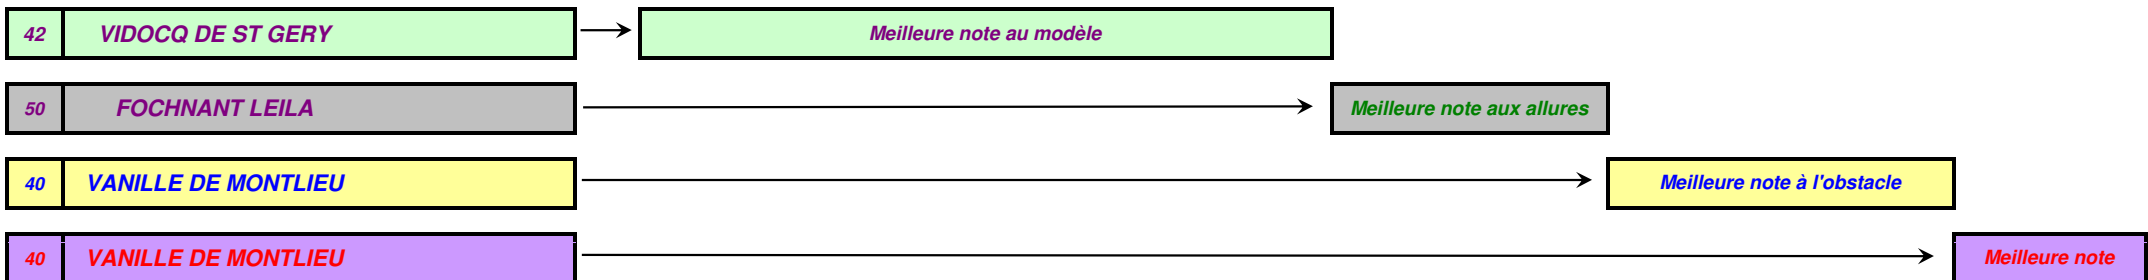 42 VIDOCQ DE ST GERY Meilleure note au modèle
50 FOCHNANT LEILA Meilleure note aux allures
40 VANILLE DE MONTLIEU Meilleure note à l'obstacle
40 VANILLE DE MONTLIEU Meilleure note